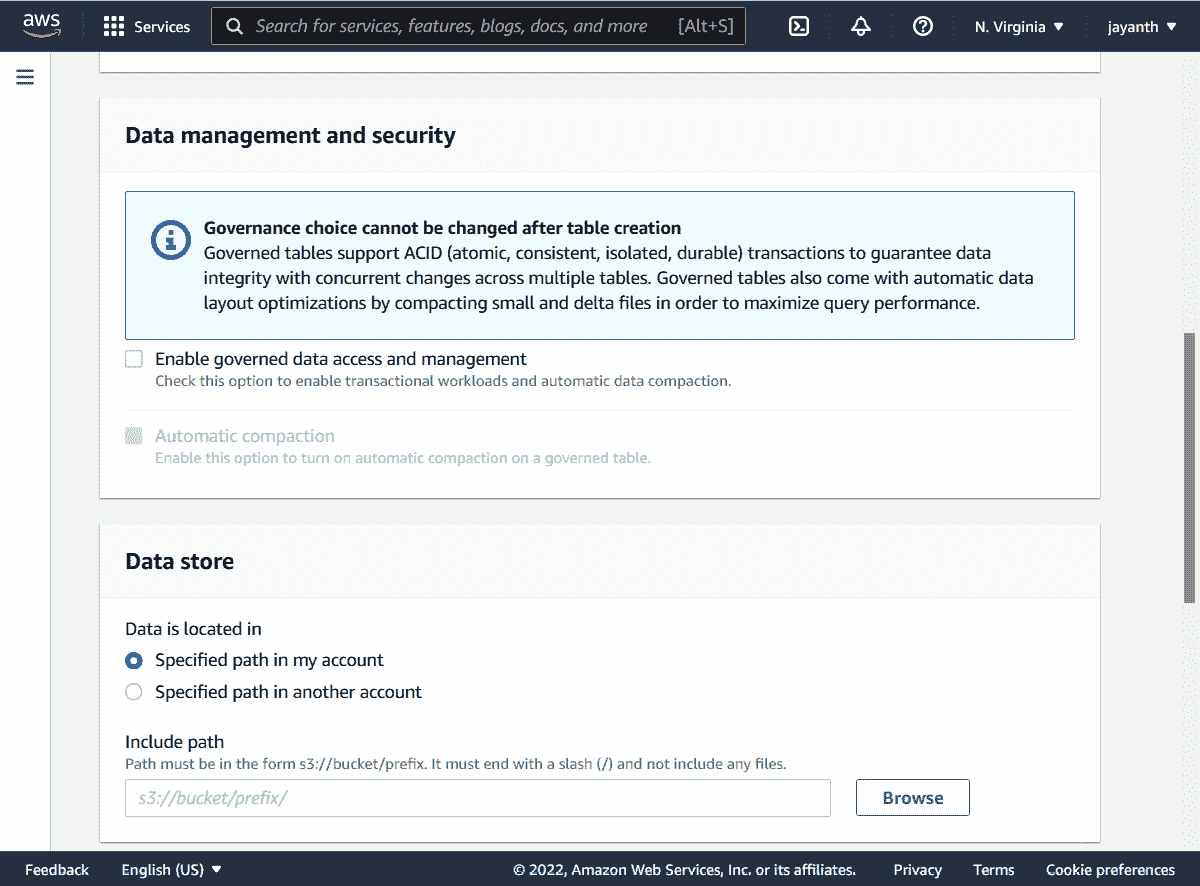 aws
Services
Search for services, features, blogs, docs, and more [Alt+S]
N. Virginia
jayanth
Data management and security
Governance choice cannot be changed after table creation
Governed tables support ACID (atomic, consistent, isolated, durable) transactions to guarantee data
integrity with concurrent changes across multiple tables. Governed tables also come with automatic data
layout optimizations by compacting small and delta files in order to maximize query performance.
Enable governed data access and management
Check this option to enable transactional workloads and automatic data compaction.
Automatic compaction
Enable this option to turn on automatic compaction on a governed table.
Data store
Data is located in
Specified path in my account
Specified path in another account
Include path
Path must be in the form s3://bucket/prefix. It must end with a slash (/) and not include any files.
s3://bucket/prefix/
Browse
Feedback
English (US)
© 2022, Amazon Web Services, Inc. or its affiliates.
Privacy
Terms
Cookie preferences